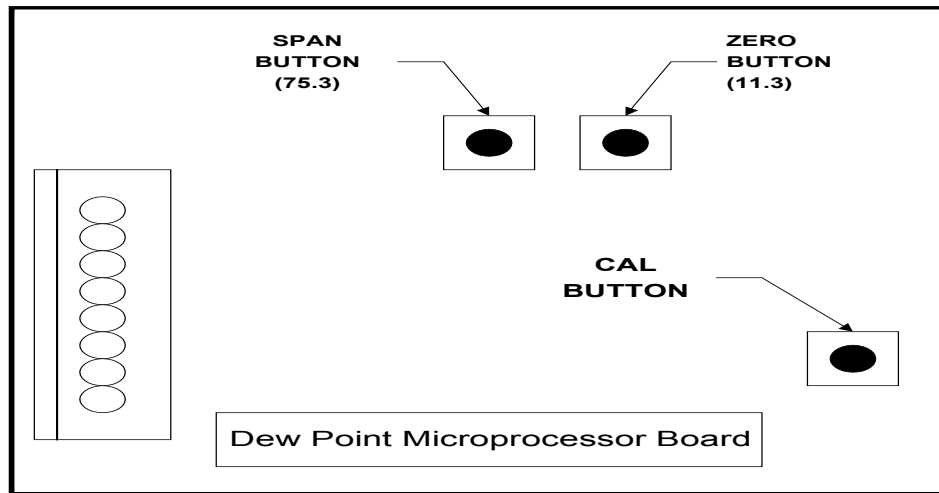 SPAN
BUTTON
(75.3)
ZERO
BUTTON
(11.3)
CAL
BUTTON
Dew Point Microprocessor Board